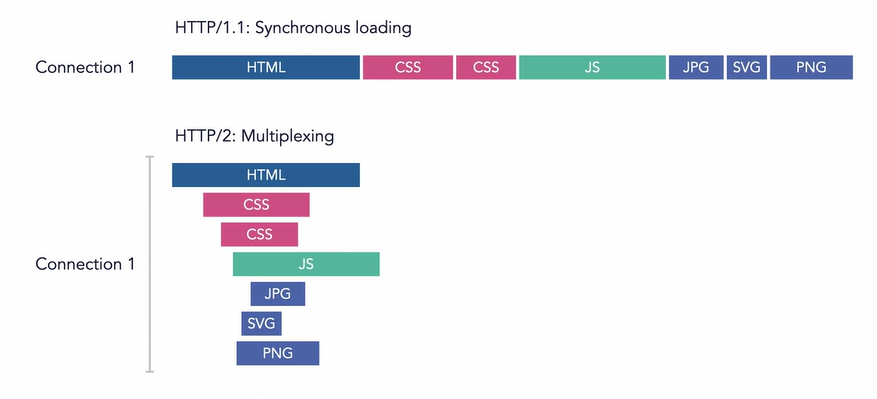 HTTP/1.1: Synchronous loading
Connection 1 HTML CSS CSS JS JPG SVG PNG
HTTP/2: Multiplexing
HTML
CSS
CSS
Connection 1 JS
JPG
SVG
PNG